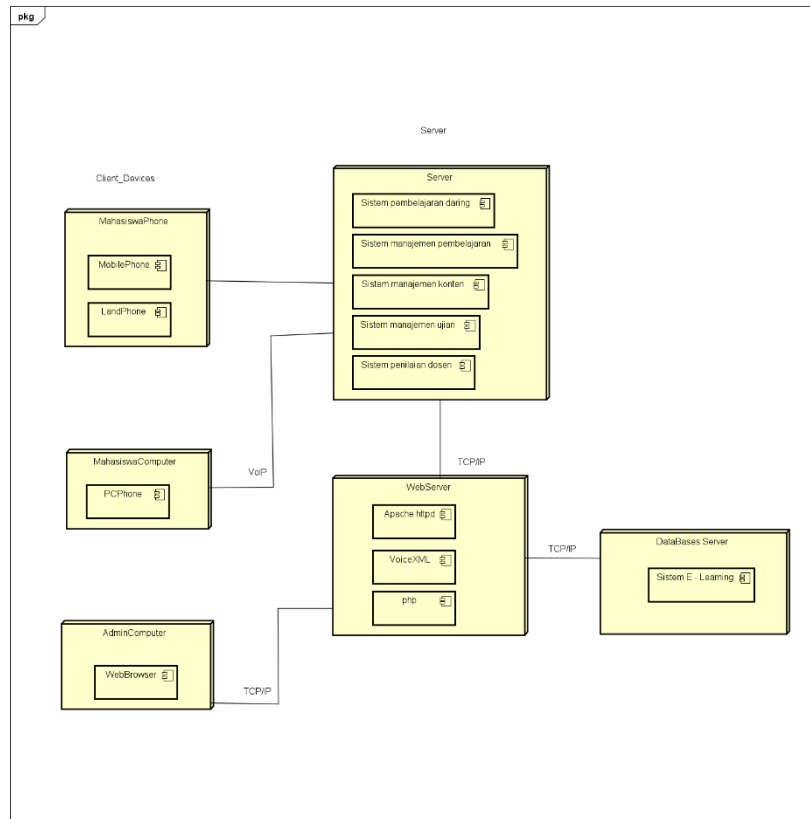 pkg
Server
Client_Devices
Server
Sistem pembelajaran daring
Sistem manajemen pembelajaran
Sistem manajemen konten
Sistem manajemen ujian
Sistem penilaian dosen
MahasiswaPhone
MobilePhone
LandPhone
MahasiswaComputer
PCPhone
VoIP
TCP/IP
WebServer
Apache httpd
VoiceXML
php
TCP/IP
DataBases Server
Sistem E - Learning
AdminComputer
WebBrowser
TCP/IP